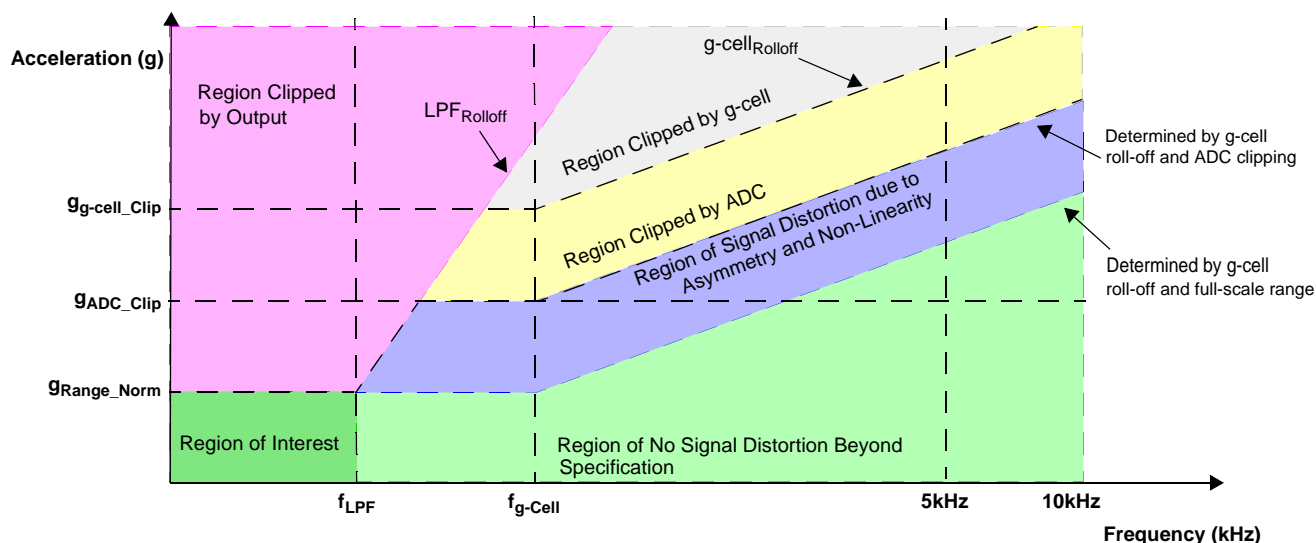 Acceleration (g)
Region Clipped
by Output
LPFRolloff
g-cellRolloff
Region Clipped by g-cell
Region Clipped by ADC
Region of Signal Distortion due to
Asymmetry and Non-Linearity
Determined by g-cell
roll-off and ADC clipping
Determined by g-cell
roll-off and full-scale range
gg-cell_Clip
gADC_Clip
gRange_Norm
Region of Interest
Region of No Signal Distortion Beyond
Specification
fLPF
fg-Cell
5kHz
10kHz
Frequency (kHz)